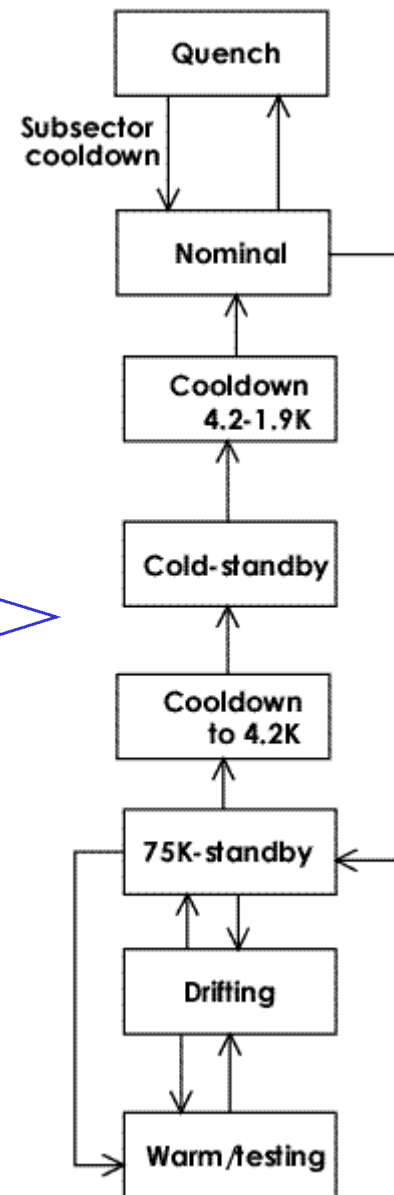 Quench
Subsector
cooldown
Nominal
Cooldown
4.2-1.9K
Cold-standby
Cooldown
to 4.2K
75K-standby
Drifting
Warm/testing